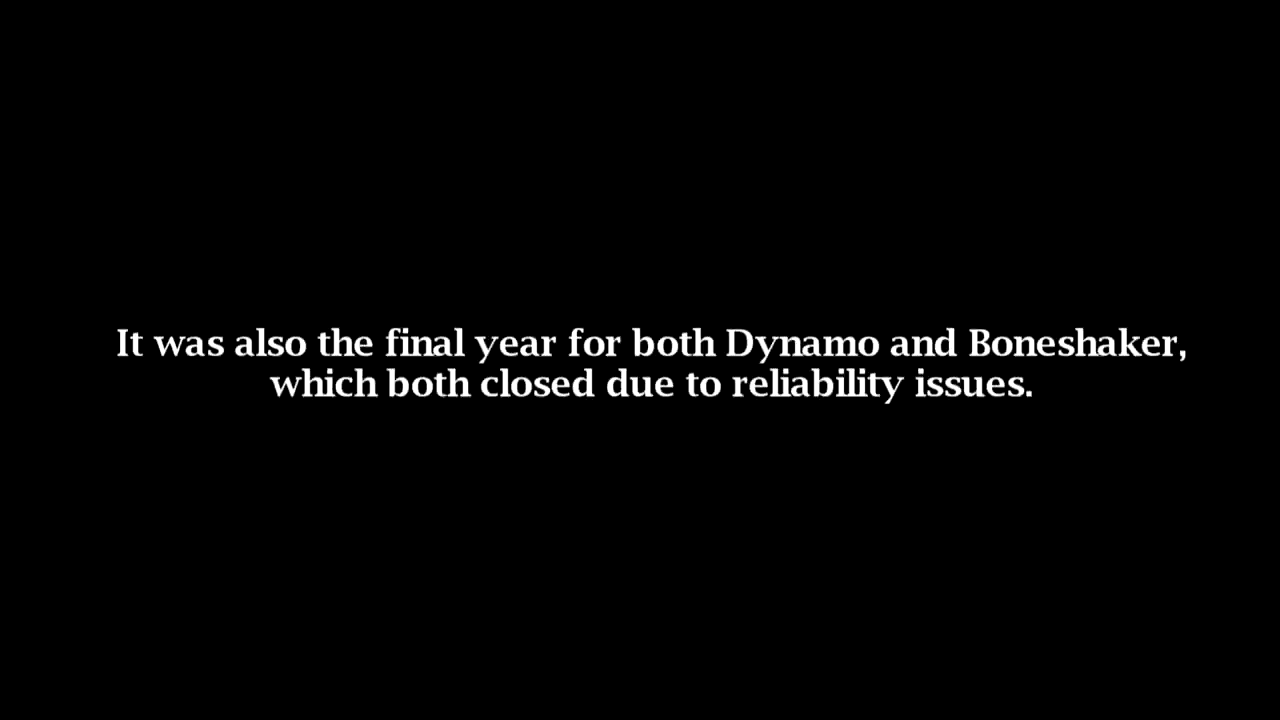 It was also the final year for both Dynamo and Boneshaker,
which both closed due to reliability issues.